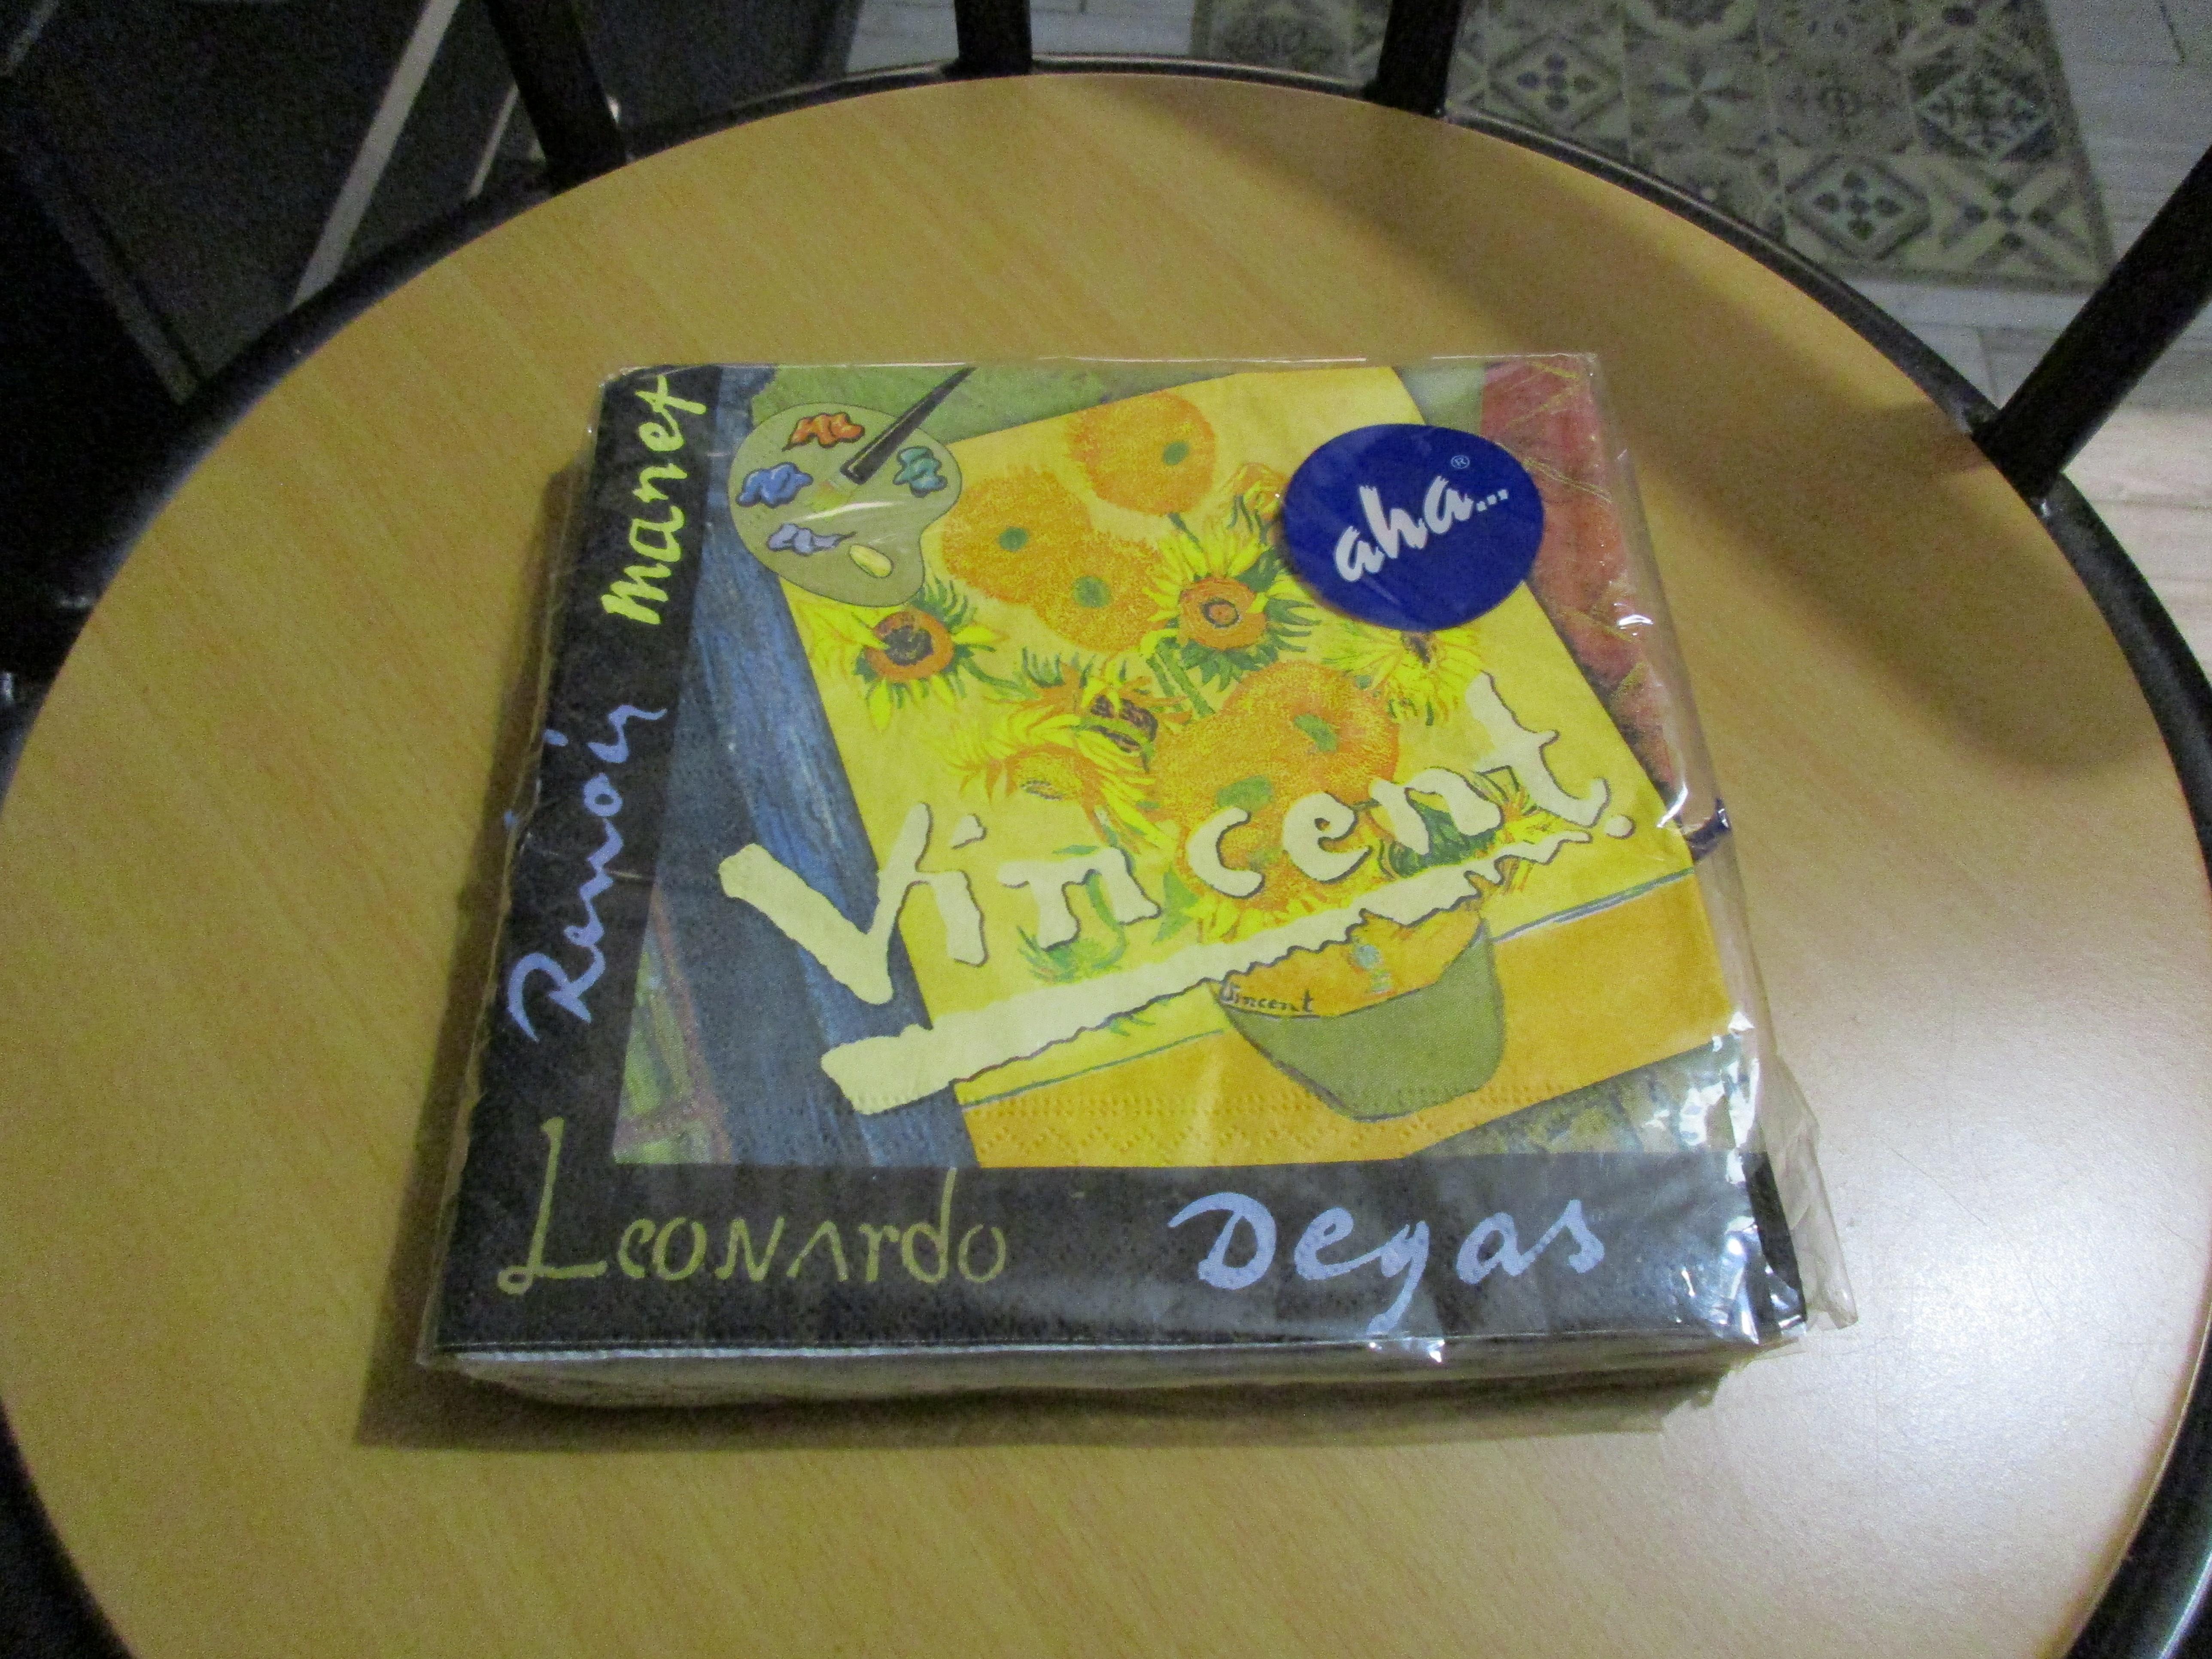 manet
Renoir
aha...®
Vincent.
Vincent
Leonardo
Degas